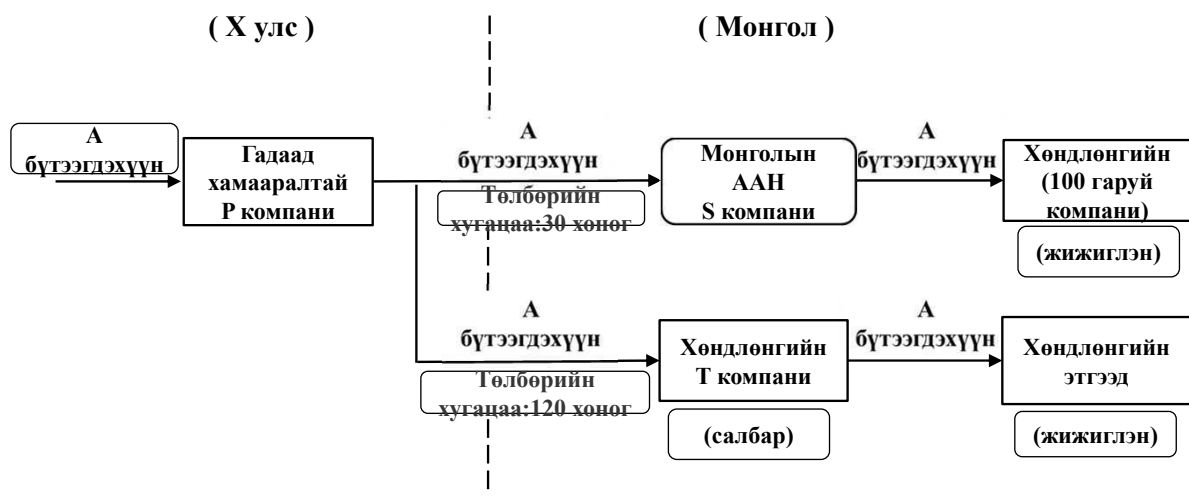 ( X улс )
( Монгол )
А
бүтээгдэхүүн
Гадаад
хамааралтай
P компани
А
бүтээгдэхүүн
Төлбөрийн
хугацаа:30 хоног
Монголын
ААН
S компани
А
бүтээгдэхүүн
Хөндлөнгийн
(100 гаруй
компани)
(жижиглэн)
А
бүтээгдэхүүн
Төлбөрийн
хугацаа:120 хоног
Хөндлөнгийн
T компани
(салбар)
А
бүтээгдэхүүн
Хөндлөнгийн
этгээд
(жижиглэн)